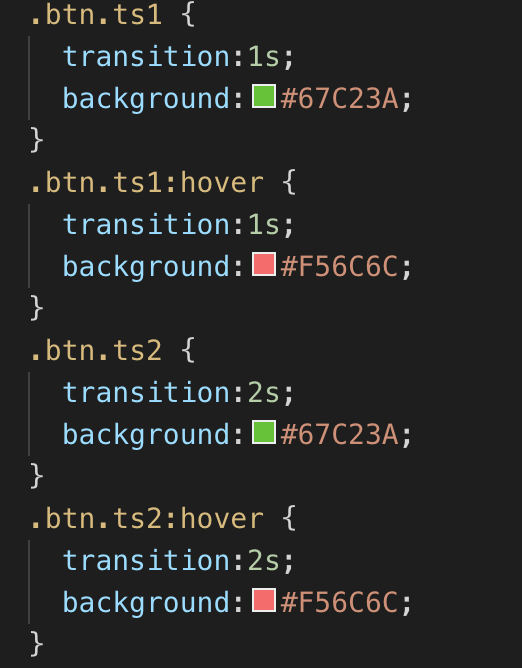 .btn.ts1 {
transition:1s;
background:#67C23A;
}
.btn.ts1:hover {
transition:1s;
background:#F56C6C;
}
.btn.ts2 {
transition:2s;
background:#67C23A;
}
.btn.ts2:hover {
transition:2s;
background:#F56C6C;
}